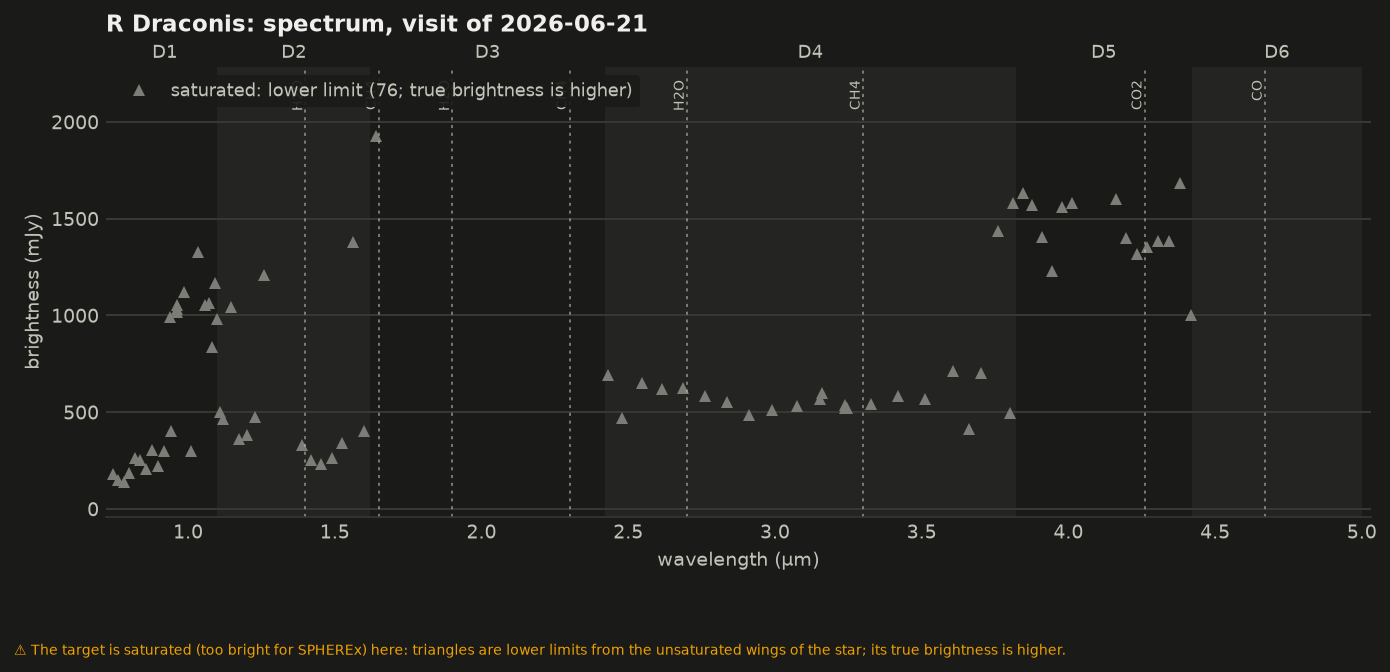 R Draconis: spectrum, visit of 2026-06-21
D1 D2 D3 D4 D5 D6
saturated: lower limit (76; true brightness is higher)
H2O CH4 CO2 CO
brightness (mJy)
2000
1500
1000
500
0
1.0 1.5 2.0 2.5 3.0 3.5 4.0 4.5 5.0
wavelength (µm)
⚠ The target is saturated (too bright for SPHEREx) here: triangles are lower limits from the unsaturated wings of the star; its true brightness is higher.